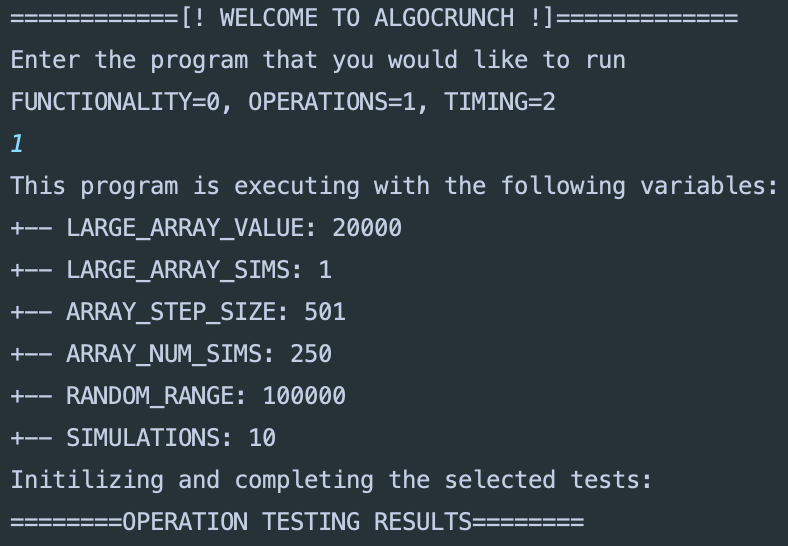 ============[! WELCOME TO ALGOCRUNCH !]=============
Enter the program that you would like to run
FUNCTIONALITY=0, OPERATIONS=1, TIMING=2
1
This program is executing with the following variables:
+-- LARGE_ARRAY_VALUE: 20000
+-- LARGE_ARRAY_SIMS: 1
+-- ARRAY_STEP_SIZE: 501
+-- ARRAY_NUM_SIMS: 250
+-- RANDOM_RANGE: 100000
+-- SIMULATIONS: 10
Initilizing and completing the selected tests:
========OPERATION TESTING RESULTS========